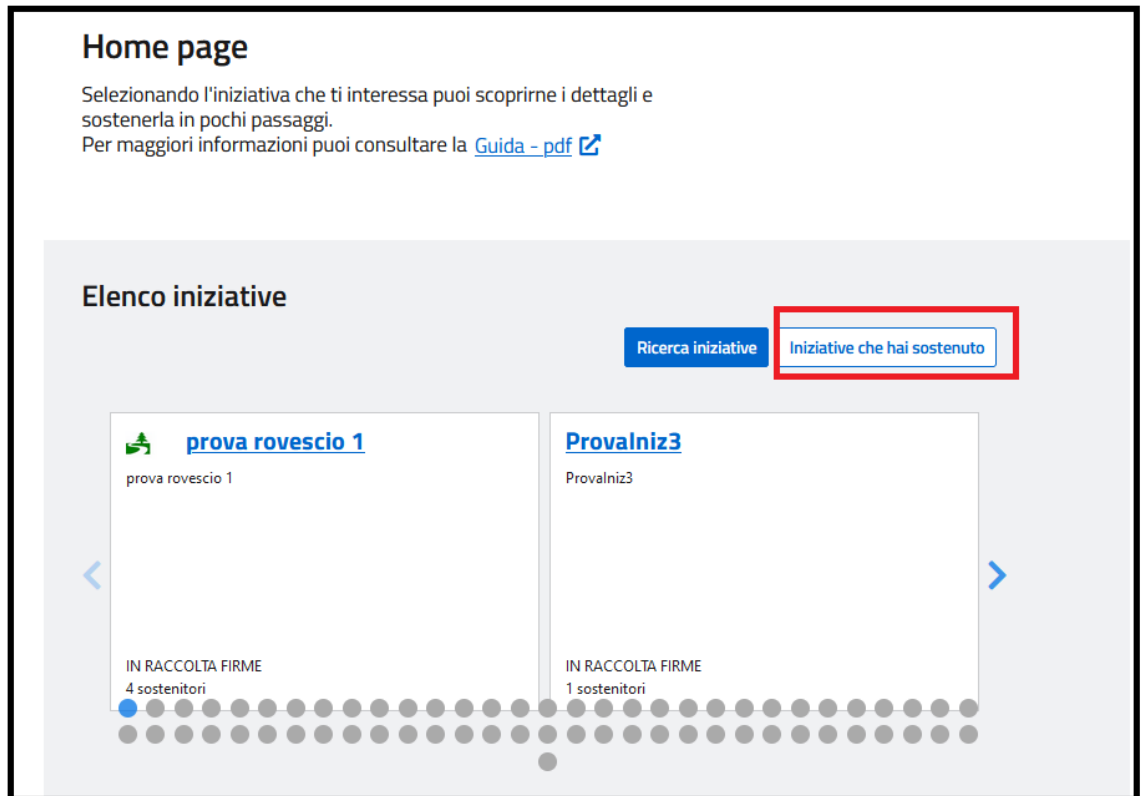 Home page
Selezionando l'iniziativa che ti interessa puoi scoprirne i dettagli e
sostenerla in pochi passaggi.
Per maggiori informazioni puoi consultare la Guida - pdf
Elenco iniziative
Ricerca iniziative
Iniziative che hai sostenuto
prova rovescio 1
prova rovescio 1
IN RACCOLTA FIRME
4 sostenitori
ProvaIniz3
ProvaIniz3
IN RACCOLTA FIRME
1 sostenitori